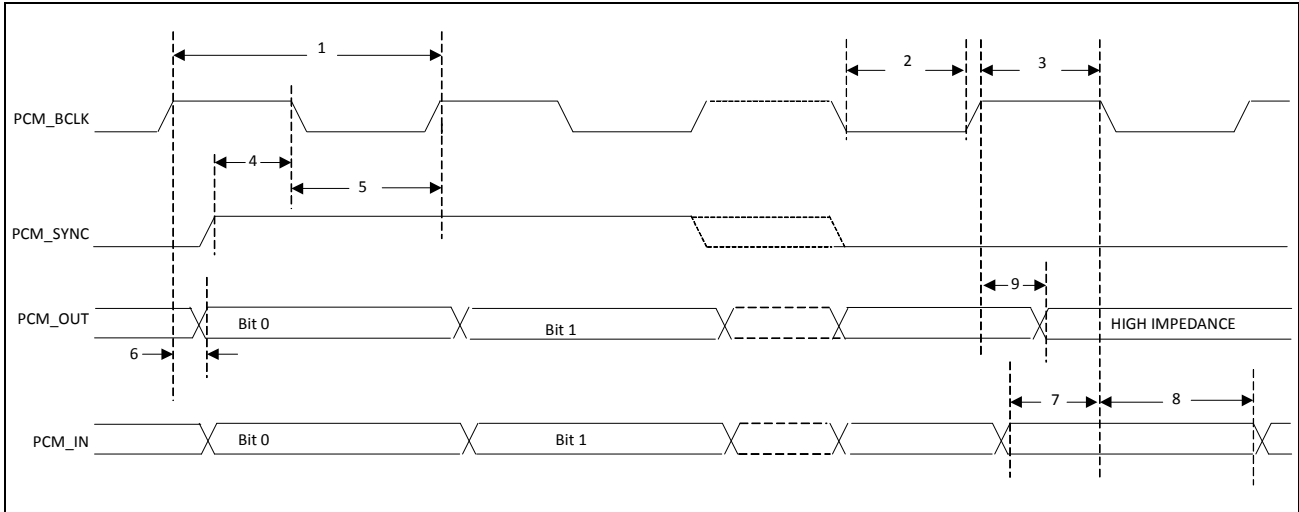 1
2
3
PCM_BCLK
4
5
PCM_SYNC
9
PCM_OUT
Bit 0
Bit 1
HIGH IMPEDANCE
6
7
8
PCM_IN
Bit 0
Bit 1